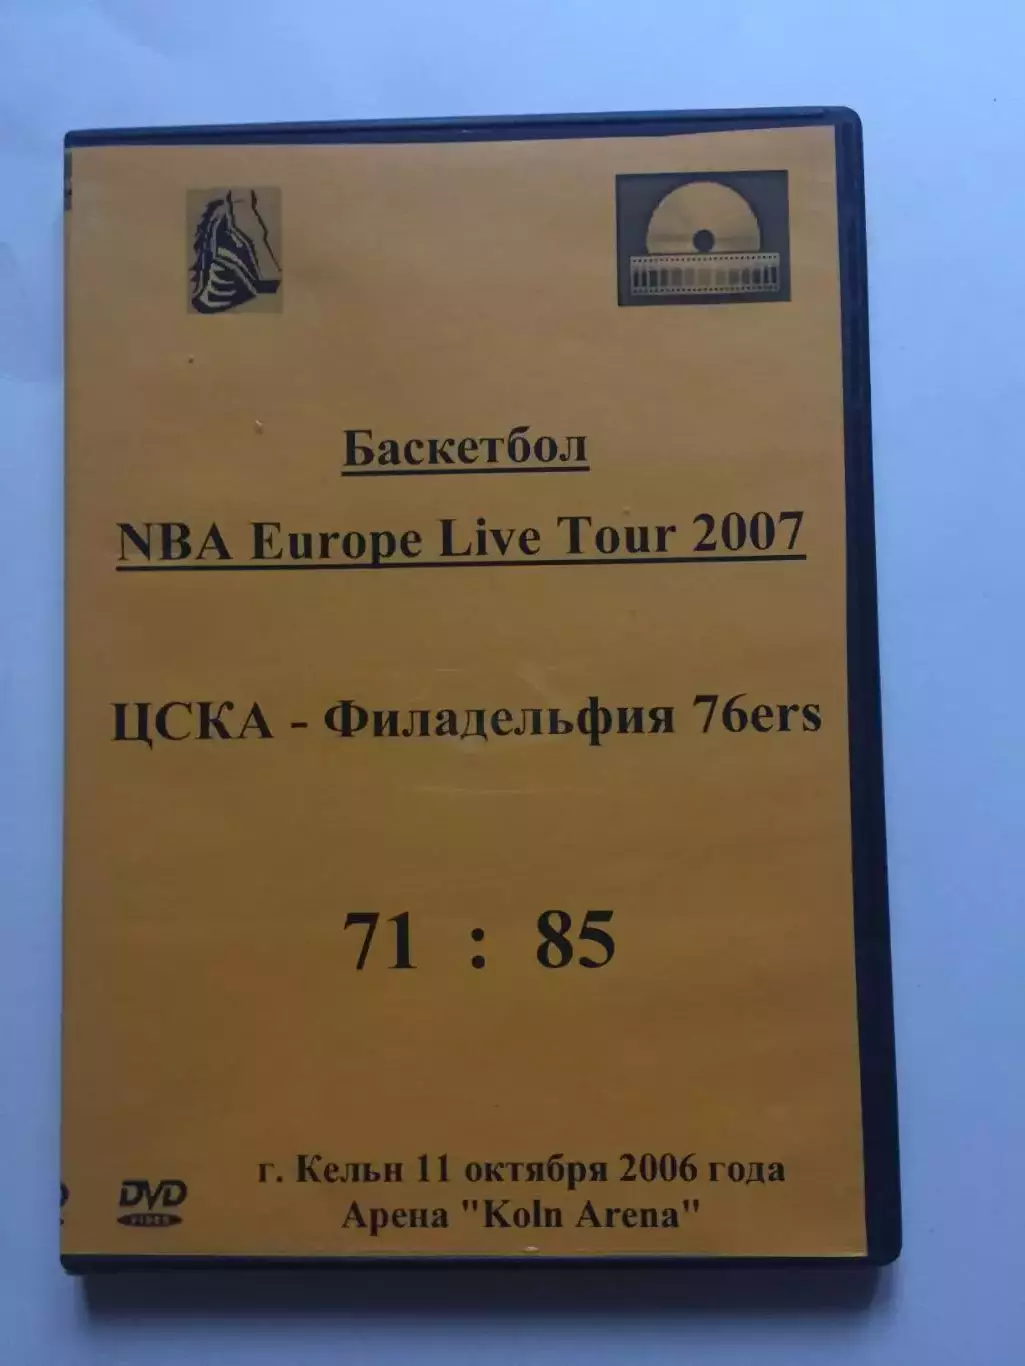 Баскетбол
NBA Europe Live Tour 2007
ЦСКА - Филадельфия 76ers
71 : 85
г. Кельн 11 октября 2006 года
Арена "Koln Arena"
DVD
VIDEO